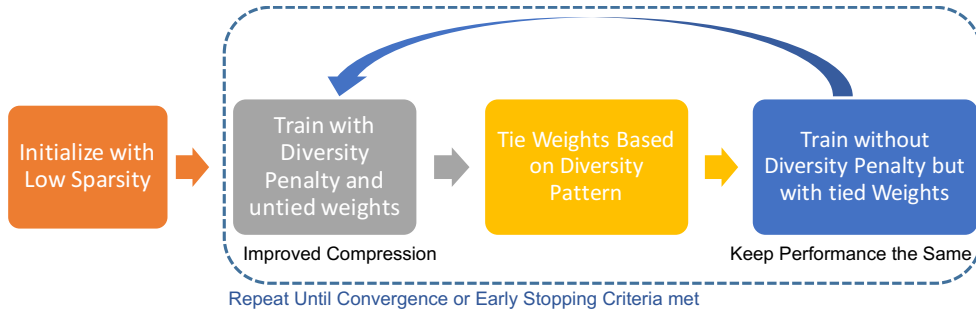 Initialize with
Low Sparsity
Train with
Diversity
Penalty and
untied weights
Tie Weights Based
on Diversity
Pattern
Train without
Diversity Penalty but
with tied Weights
Improved Compression
Keep Performance the Same
Repeat Until Convergence or Early Stopping Criteria met